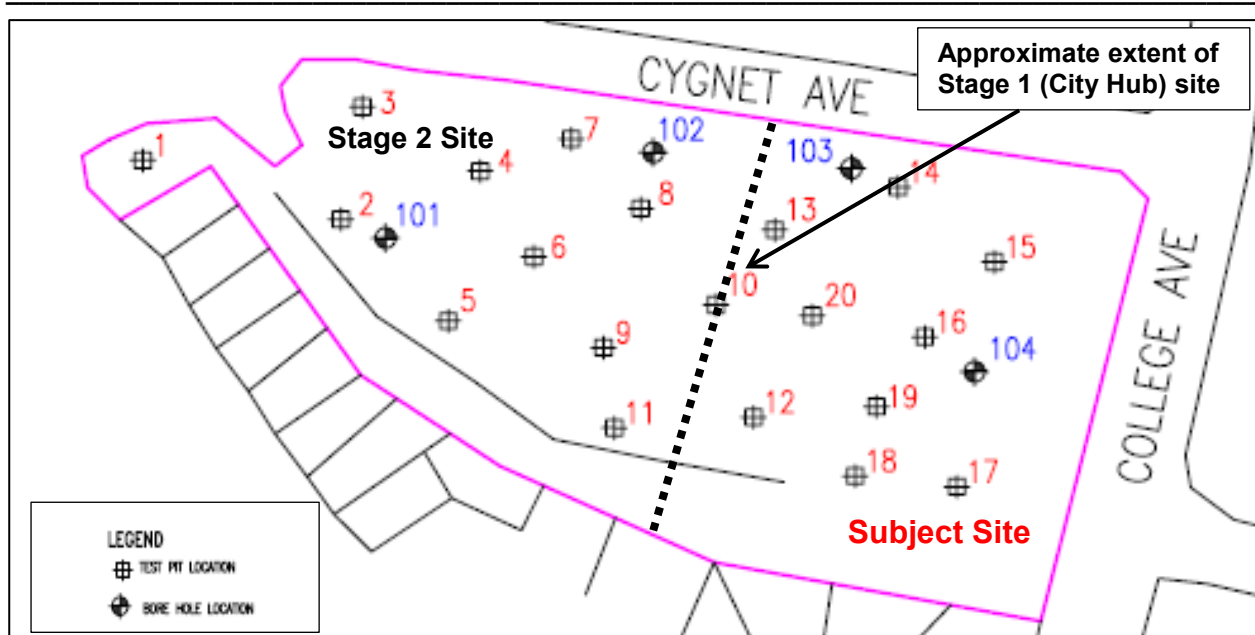 CYGNET AVE
Approximate extent of
Stage 1 (City Hub) site
3
Stage 2 Site
7
102
1
4
103
14
2
101
8
13
6
15
5
10
20
9
16
104
COLLEGE AVE
11
12
19
18
17
Subject Site
LEGEND
TEST PIT LOCATION
BORE HOLE LOCATION